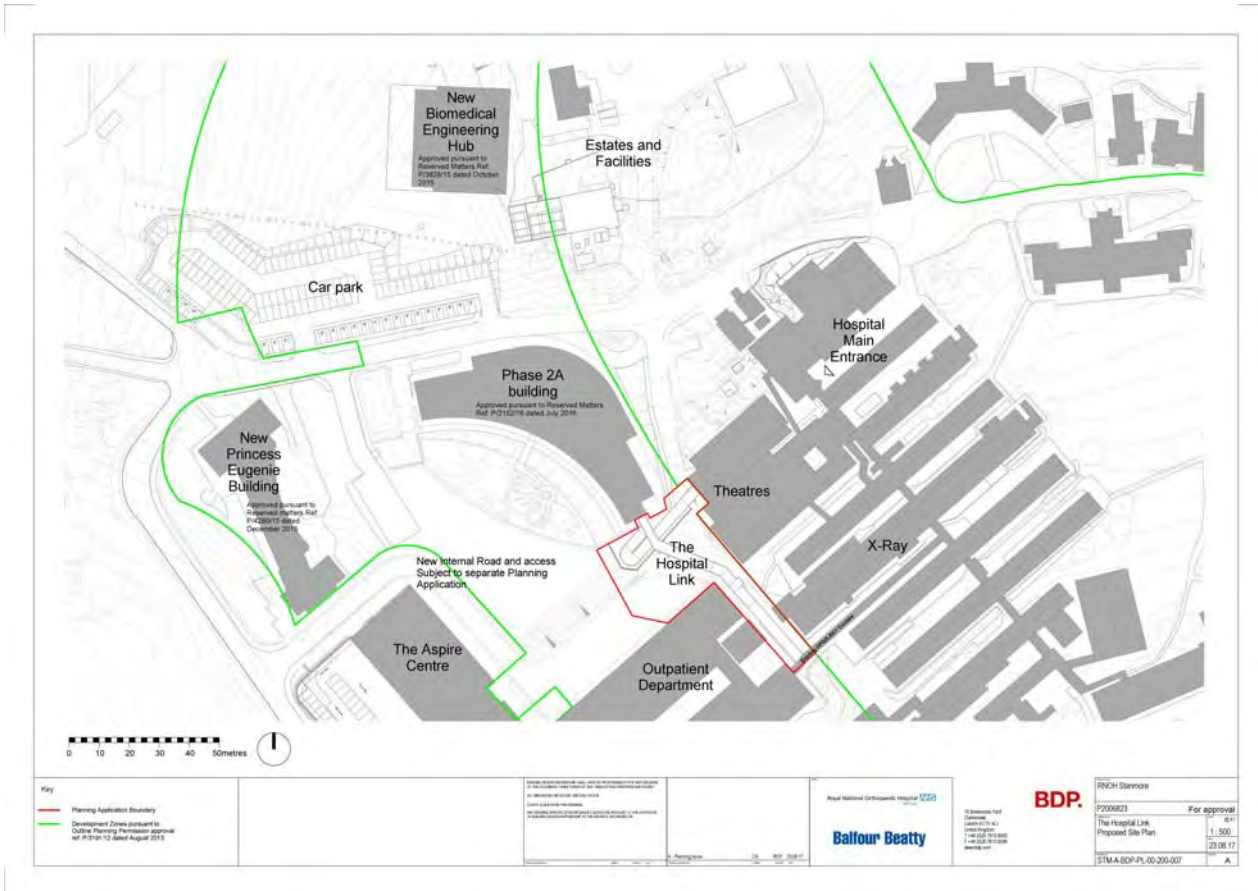 New
Biomedical
Engineering
Hub
Approved pursuant to
Reserved Matters Ref:
P/3828/15 dated October
2015
Estates and
Facilities
Car park
Hospital
Main
Entrance
Phase 2A
building
Approved pursuant to Reserved Matters
Ref: P/2152/16 dated July 2016
New
Princess
Eugenie
Building
Approved pursuant to
Reserved matters Ref:
dated
December 2015
Theatres
The
Hospital
Link
X-Ray
New Internal Road and access
Subject to separate Planning
Application
The Aspire
Centre
Outpatient
Department
0 10 20 30 40 50metres
Key
Planning Application Boundary
Development Zones pursuant to
Outline Planning Permission approval
dated August 2013
Royal National Orthopaedic Hospital NHS
Balfour Beatty
BDP.
RNOH Stanmore
P2006823
For approval
The Hospital Link
Proposed Site Plan
1 : 500
23.08.17
STM-A-BDP-PL-00-200-007
A